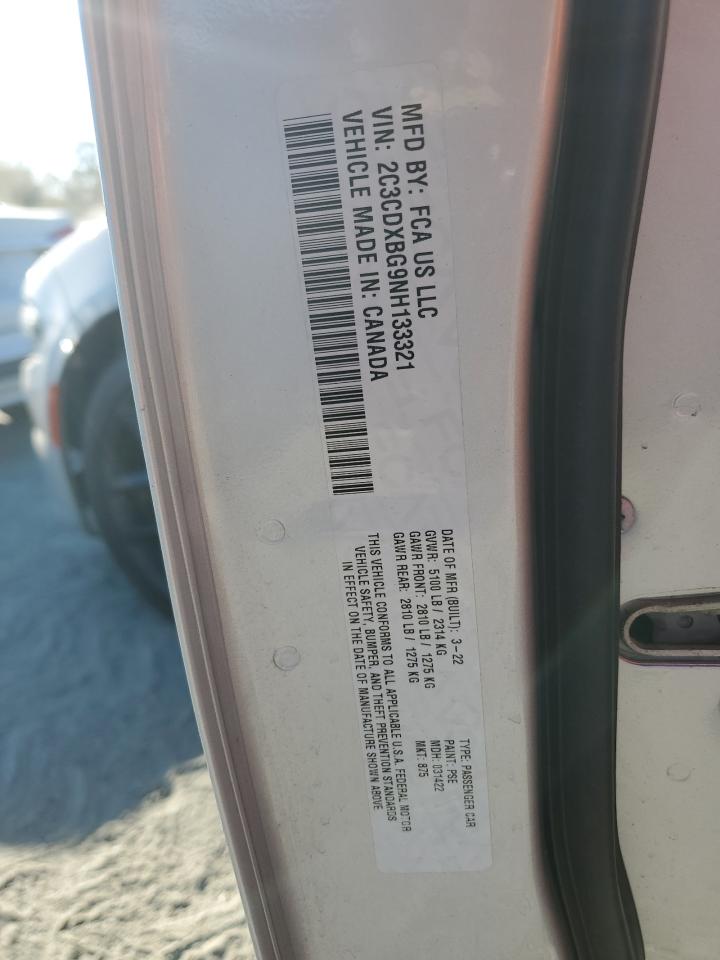 MFD BY: FCA US LLC
VIN: 2C3CDXBG9NH133321
VEHICLE MADE IN: CANADA
DATE OF MFR (BUILT): 3-22
GVWR: 5100 LB / 2314 KG
GAWR FRONT: 2810 LB / 1275 KG
GAWR REAR: 2810 LB / 1275 KG
THIS VEHICLE CONFORMS TO ALL APPLICABLE U.S.A. FEDERAL MOTOR
VEHICLE SAFETY, BUMPER, AND THEFT PREVENTION STANDARDS
IN EFFECT ON THE DATE OF MANUFACTURE SHOWN ABOVE
TYPE: PASSENGER CAR
PAINT: PSE
MDH: 031422
MKT: 875